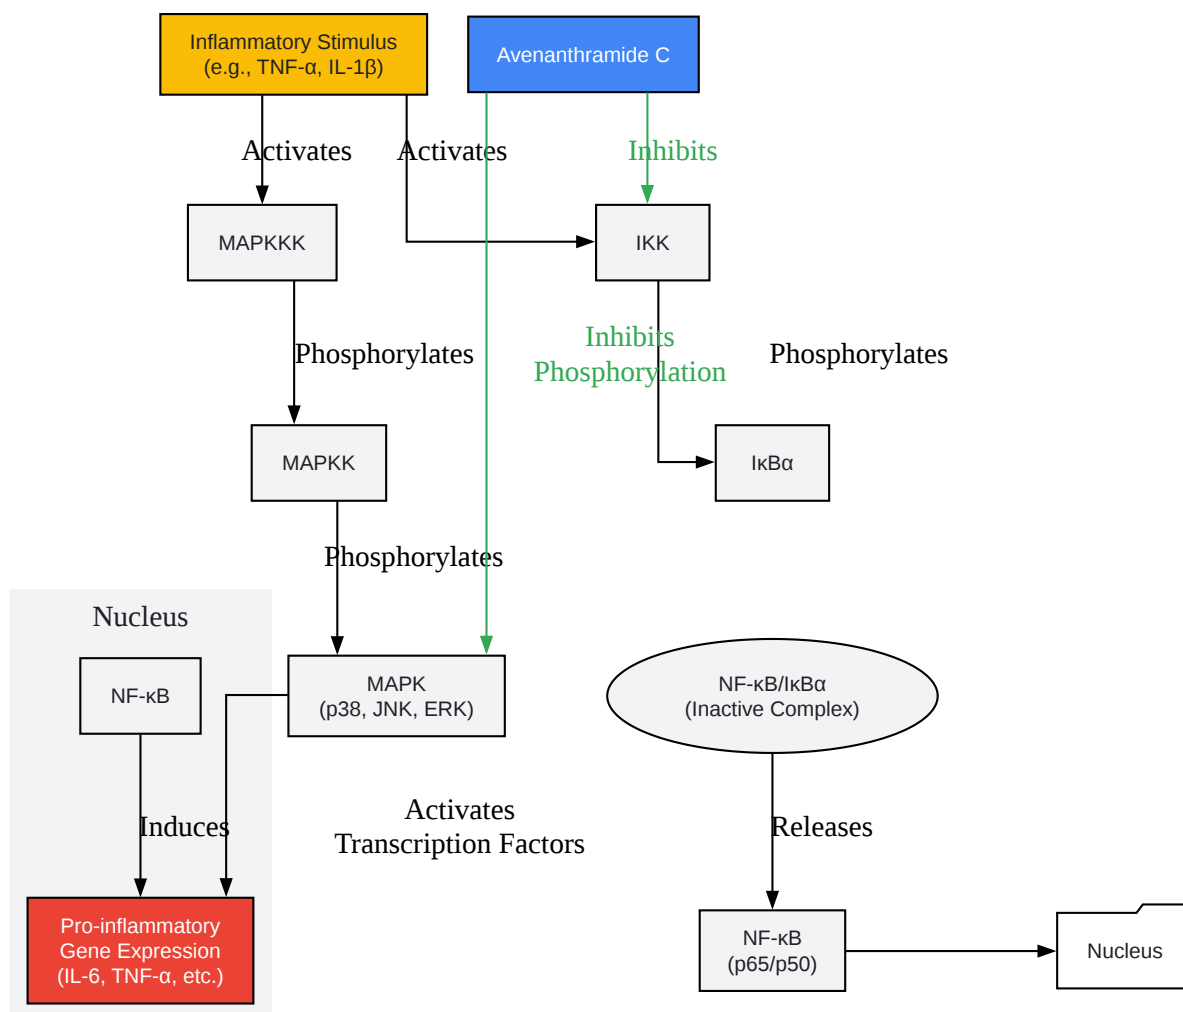 Inflammatory Stimulus
(e.g., TNF-α, IL-1β)
Avenanthramide C
Activates
Activates
Inhibits
MAPKKK
IKK
Phosphorylates
Inhibits
Phosphorylation
Phosphorylates
MAPKK
IκBα
Phosphorylates
Nucleus
NF-κB
MAPK
(p38, JNK, ERK)
NF-κB/IκBα
(Inactive Complex)
Induces
Activates
Transcription Factors
Releases
Pro-inflammatory
Gene Expression
(IL-6, TNF-α, etc.)
NF-κB
(p65/p50)
Nucleus